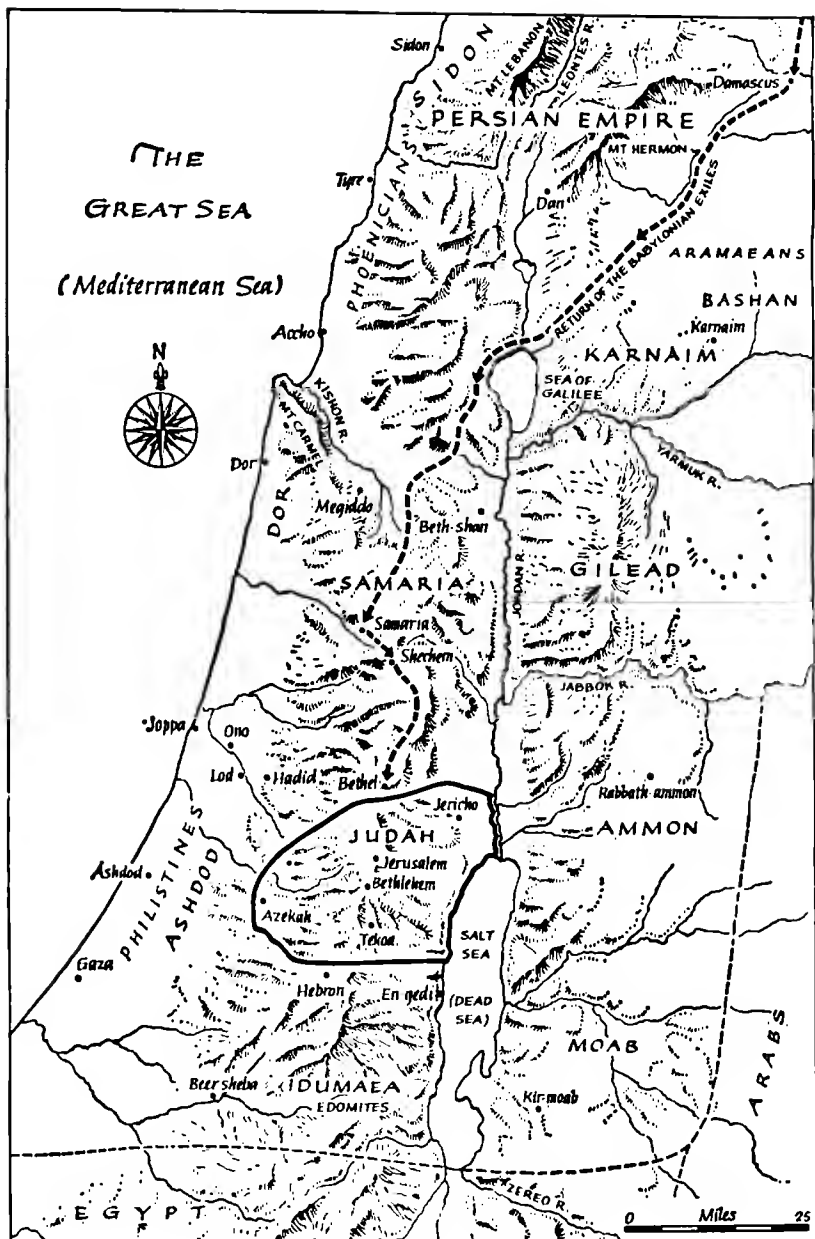 Sidon
SIDON
MT. LEBANON
LEONTES R.
Damascus
PERSIAN EMPIRE
MT HERMON
THE
GREAT SEA
(Mediterranean Sea)
Tyre
PHOENICIANS
Dan
RETURN OF THE BABYLONIAN EXILES
ARAMAEANS
BASHAN
Karnaim
KARNAIM
Accho
N
SEA OF
GALILEE
KISHON R.
MT CARMEL
YARMUK R.
Dor
DOR
Megiddo
Beth-shan
JORDAN R.
GILEAD
SAMARIA
Samaria
Shechem
JABBOK R.
Joppa
Ono
Lod
Hadid
Bethel
Rabbath-ammon
Jericho
JUDAH
AMMON
Jerusalem
Bethlehem
PHILISTINES
ASHDOD
Ashdod
Azekah
Tekoa
SALT
SEA
(DEAD
SEA)
Gaza
Hebron
En gedi
MOAB
ARABS
Beer sheba
IDUMAEA
EDOMITES
Kir-moab
EGYPT
ZERED R.
0 Miles 25